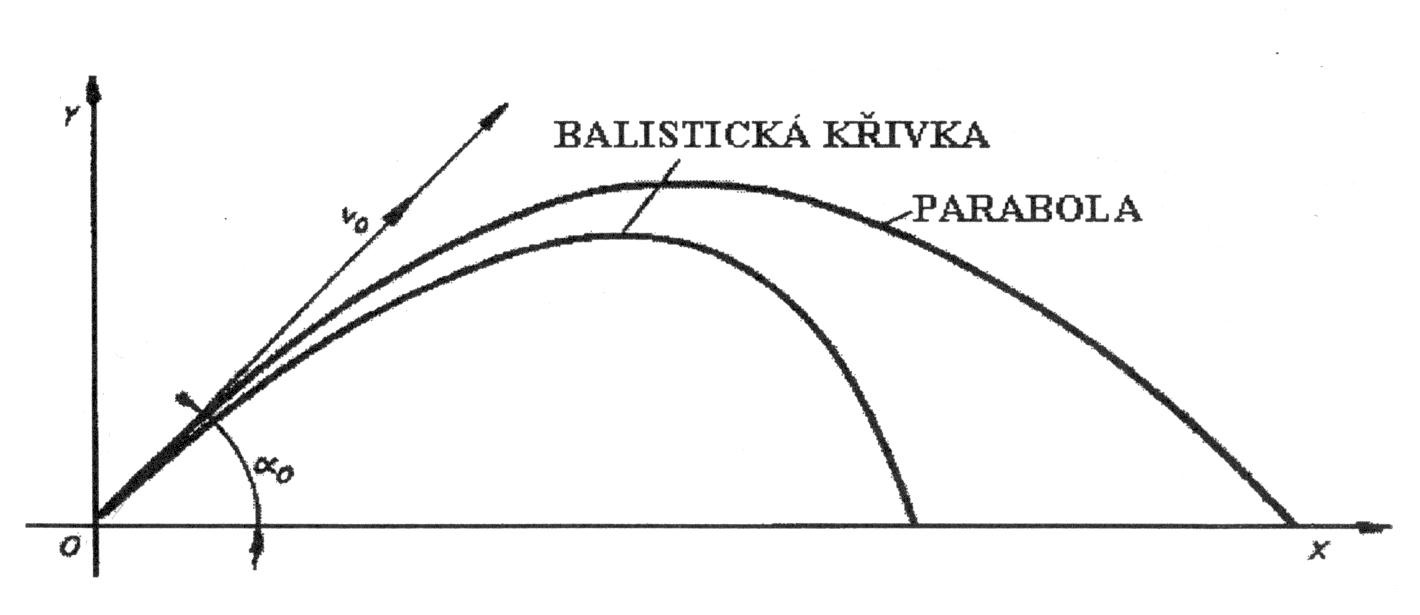 Y
BALISTICKÁ KŘIVKA
v₀
PARABOLA
α₀
O
X